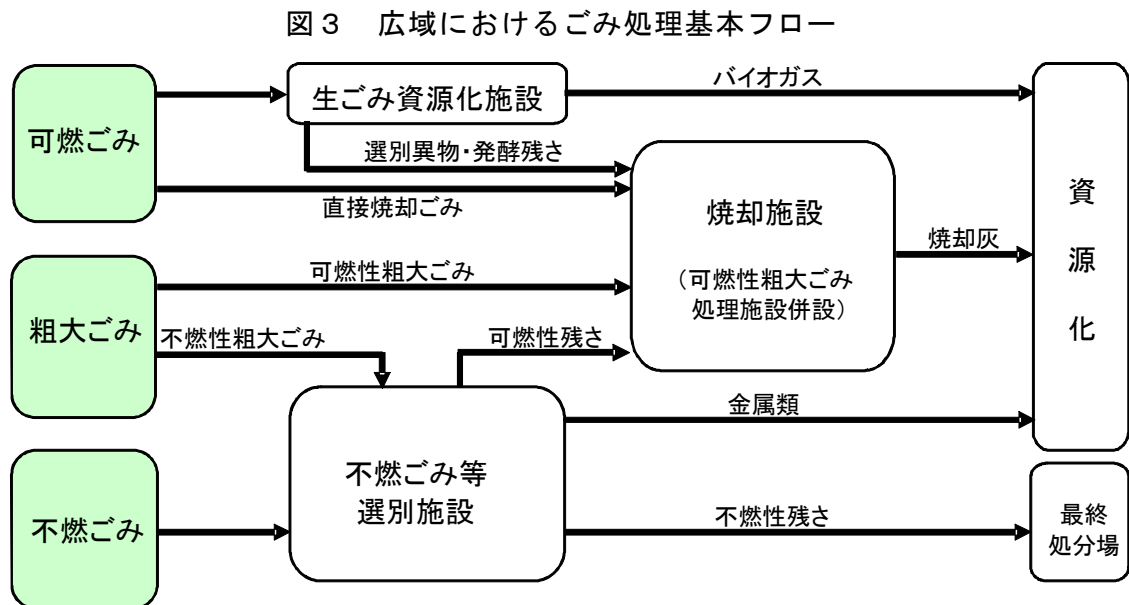 図３　広域におけるごみ処理基本フロー
可燃ごみ
生ごみ資源化施設
バイオガス
選別異物・発酵残さ
直接焼却ごみ
焼却施設
（可燃性粗大ごみ
処理施設併設）
焼却灰
資
源
化
粗大ごみ
可燃性粗大ごみ
不燃性粗大ごみ
可燃性残さ
金属類
不燃ごみ
不燃ごみ等
選別施設
不燃性残さ
最終
処分場